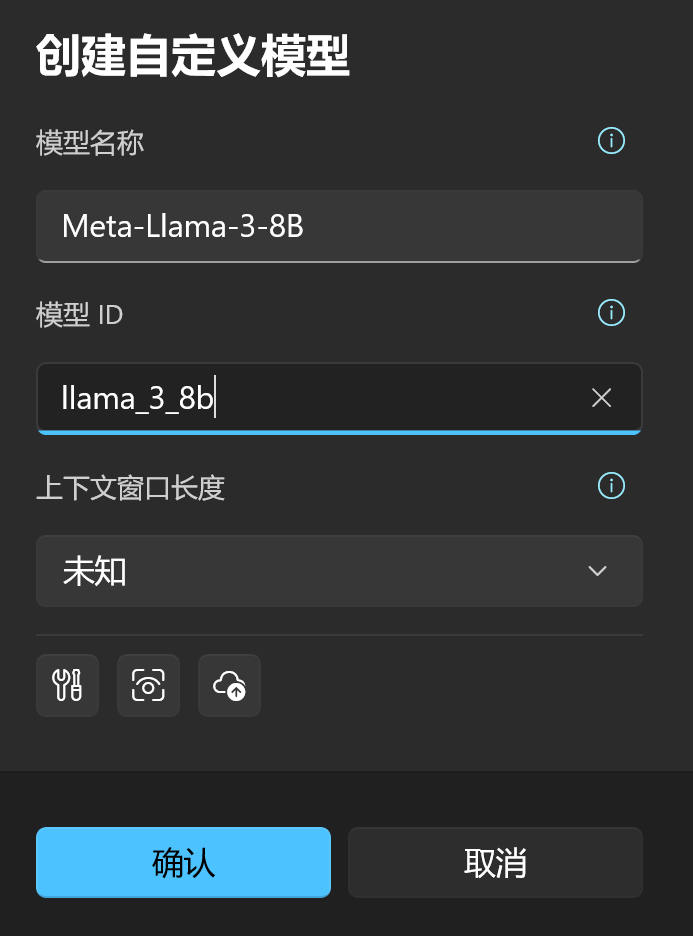 创建自定义模型
模型名称
Meta-Llama-3-8B
模型 ID
llama_3_8b
上下文窗口长度
未知
确认
取消